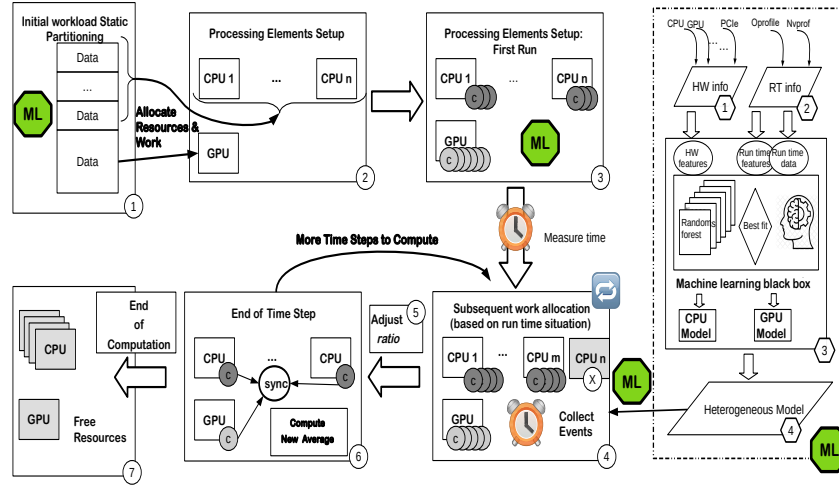 Initial workload Static
Partitioning
Data
...
Data
Data
ML
Allocate
Resources &
Work
1
Processing Elements Setup
CPU 1
...
CPU n
GPU
2
Processing Elements Setup:
First Run
CPU 1
...
CPU n
C
C
GPU
C
ML
3
Measure time
More Time Steps to Compute
Subsequent work allocation
(based on run time situation)
CPU 1
...
CPU m
CPU n
C
C
X
GPU
C
Collect
Events
ML
4
Adjust
ratio
5
End of Time Step
CPU
...
CPU
C
C
sync
GPU
C
Compute
New Average
6
End
of
Computation
CPU
GPU
Free
Resources
7
CPU
GPU
... ...
PCIe
Oprofile
Nvprof
HW info
1
RT info
2
HW
features
Run time
features
Run time
data
Random
forest
s
Best fit
Machine learning black box
CPU
Model
GPU
Model
3
Heterogeneous Model
4
ML